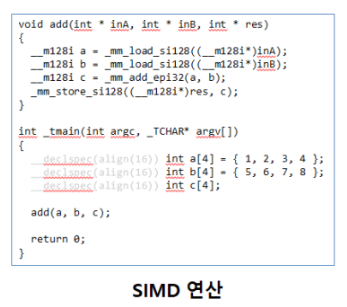 void add(int * inA, int * inB, int * res)
{
__m128i a = _mm_load_si128((__m128i*)inA);
__m128i b = _mm_load_si128((__m128i*)inB);
__m128i c = _mm_add_epi32(a, b);
_mm_store_si128((__m128i*)res, c);
}
int _tmain(int argc, _TCHAR* argv[])
{
__declspec(align(16)) int a[4] = { 1, 2, 3, 4 };
__declspec(align(16)) int b[4] = { 5, 6, 7, 8 };
__declspec(align(16)) int c[4];
add(a, b, c);
return 0;
}
SIMD 연산